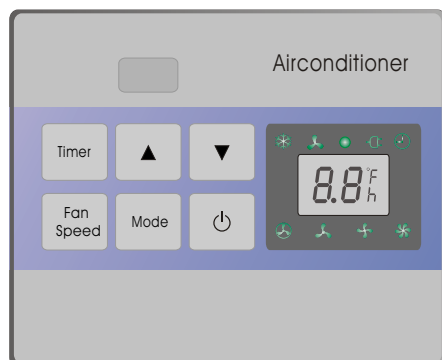 Airconditioner
Timer ▲ ▼
Fan Speed Mode
8.8 °F h